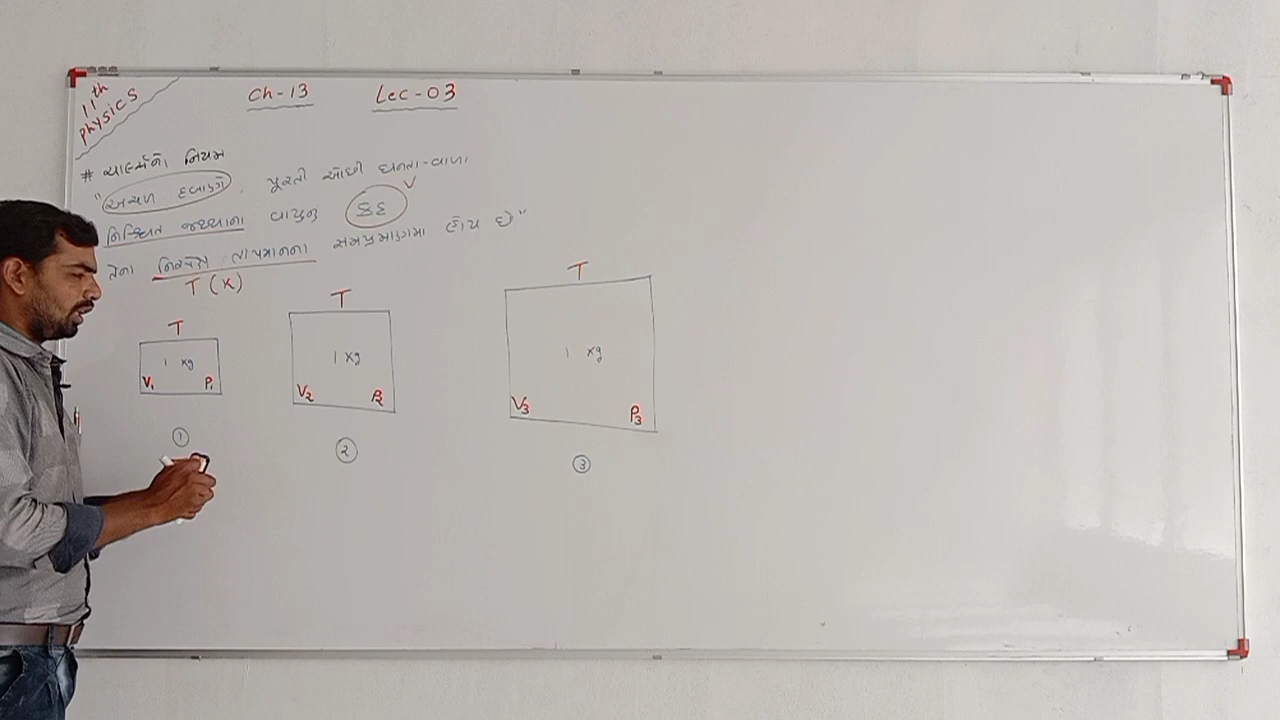 11th
physics
Ch-13 Lec-03
# ચાર્લ્સનો નિયમ
"અચળ દબાણે, પૂરતી ઓછી ઘનતા-વાળા
V
નિશ્ચિત જથ્થાના વાયુનું કદ
તેના નિરપેક્ષ તાપમાનના સમપ્રમાણમા હોય છે"
T (K)
T
1 kg
V₁ P₁
①
T
1 kg
V₂ P₂
②
T
1 kg
V₃ P₃
③